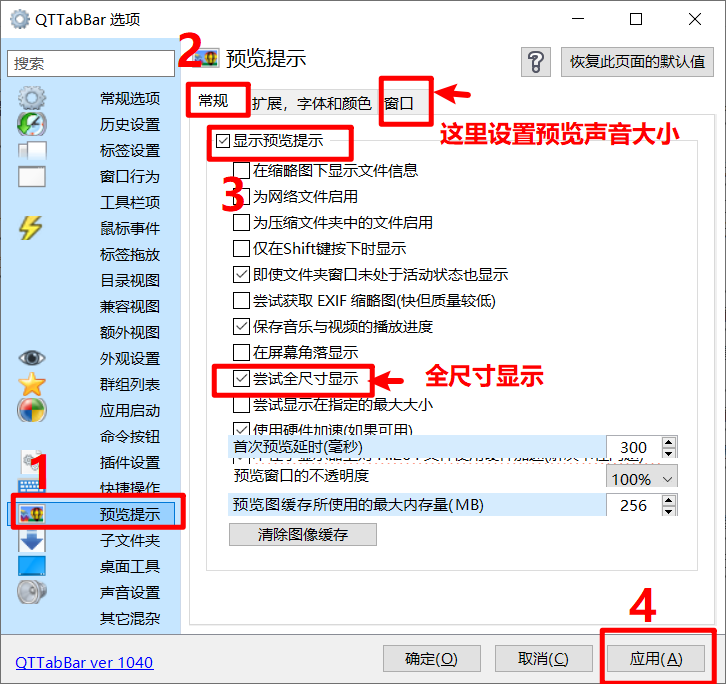 QTTabBar 选项
搜索
2
预览提示
恢复此页面的默认值
常规选项
历史设置
标签设置
窗口行为
工具栏项
鼠标事件
标签拖放
目录视图
兼容视图
额外视图
外观设置
群组列表
应用启动
命令按钮
插件设置
快捷操作
预览提示
子文件夹
桌面工具
声音设置
其它混杂
1
常规
扩展，字体和颜色
窗口
这里设置预览声音大小
显示预览提示
3
在缩略图下显示文件信息
为网络文件启用
为压缩文件夹中的文件启用
仅在Shift键按下时显示
即使文件夹窗口未处于活动状态也显示
尝试获取 EXIF 缩略图(快但质量较低)
保存音乐与视频的播放进度
在屏幕角落显示
尝试全尺寸显示
全尺寸显示
尝试显示在指定的最大大小
使用硬件加速(如果可用)
首次预览延时(毫秒)
300
预览窗口的不透明度
100%
预览图缓存所使用的最大内存量(MB)
256
清除图像缓存
4
QTTabBar ver 1040
确定(O)
取消(C)
应用(A)